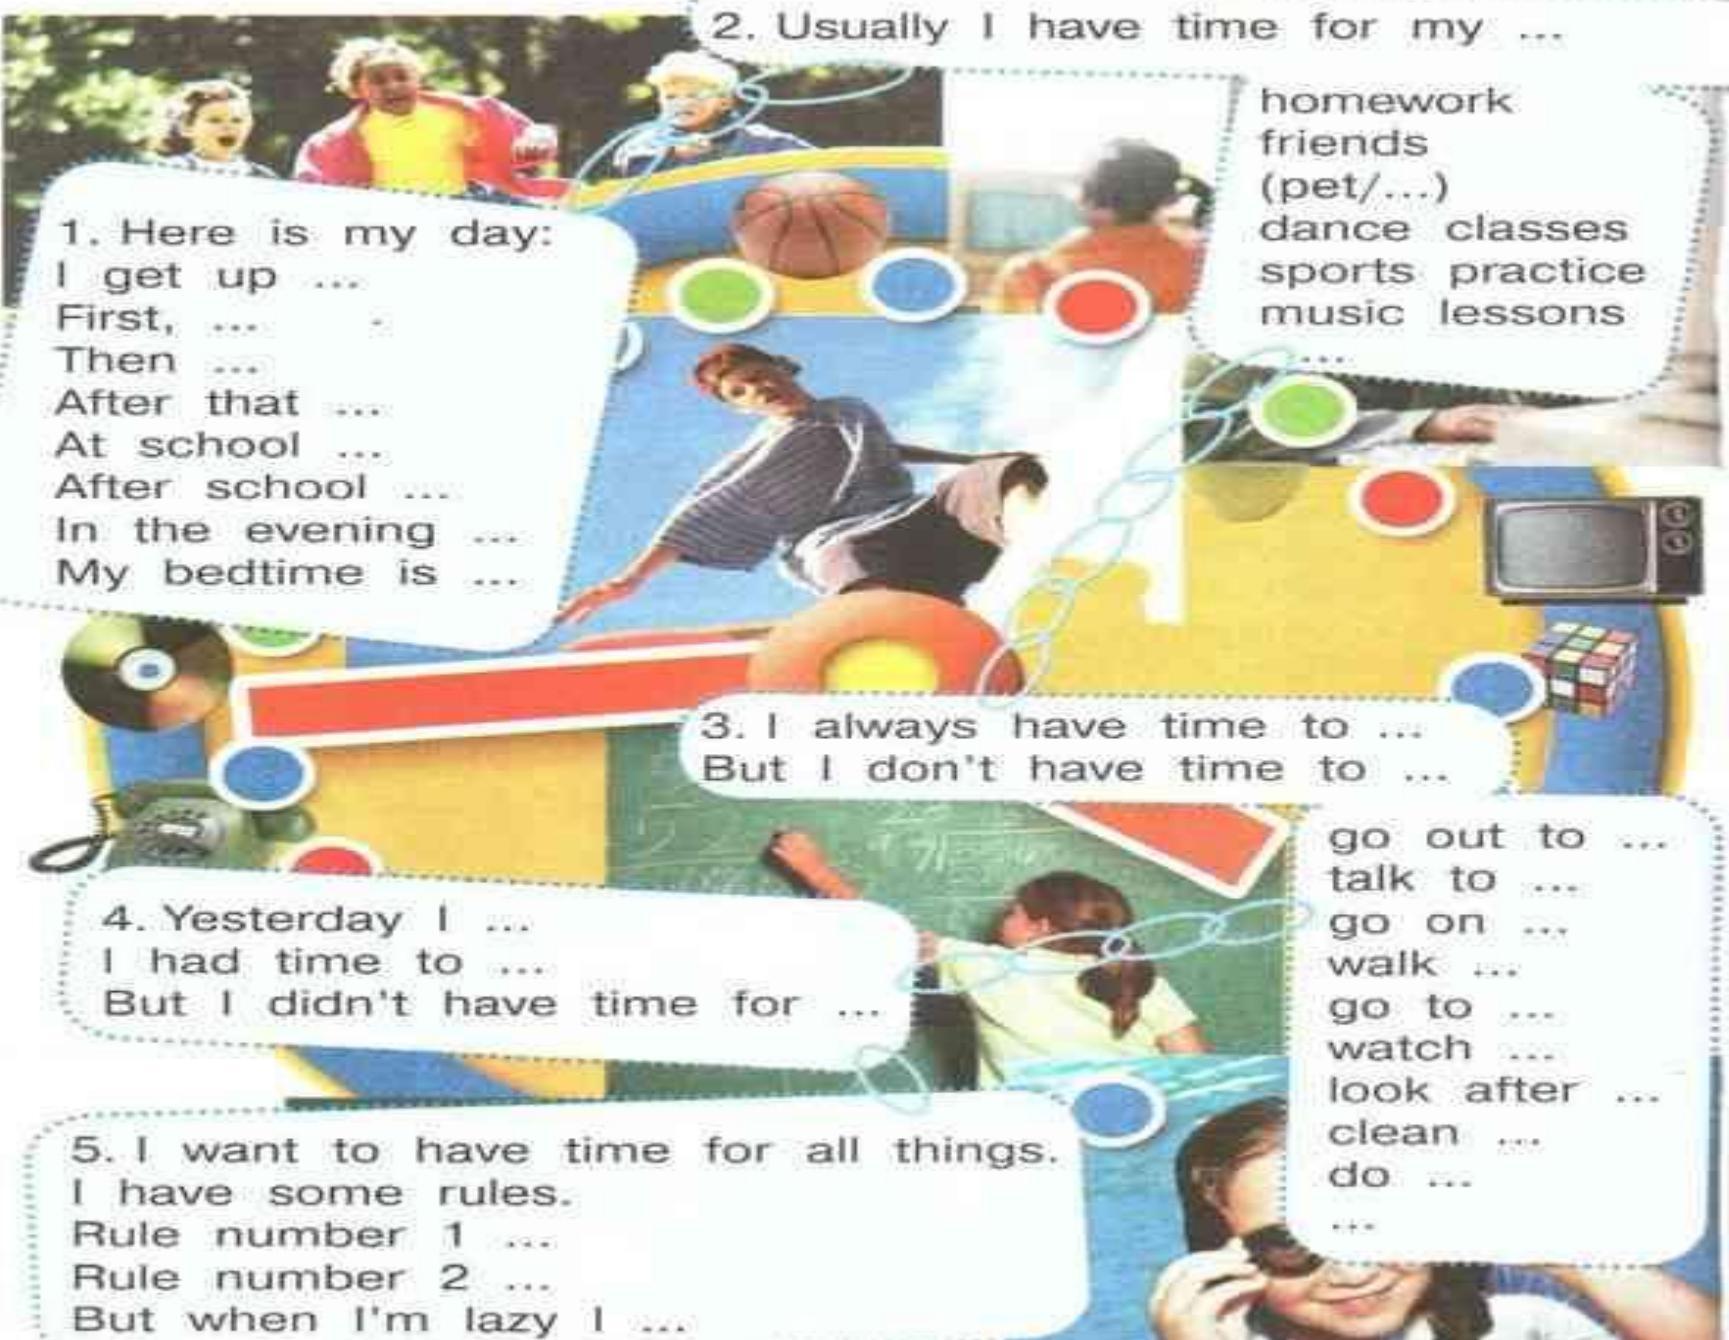 2. Usually I have time for my ...
homework
friends
(pet/...)
dance classes
sports practice
music lessons
...
1. Here is my day:
I get up ...
First, ...
Then ...
After that ...
At school ...
After school ...
In the evening ...
My bedtime is ...
3. I always have time to ...
But I don't have time to ...
go out to ...
talk to ...
go on ...
walk ...
go to ...
watch ...
look after ...
clean ...
do ...
...
4. Yesterday I ...
I had time to ...
But I didn't have time for ...
5. I want to have time for all things.
I have some rules.
Rule number 1 ...
Rule number 2 ...
But when I'm lazy I ...